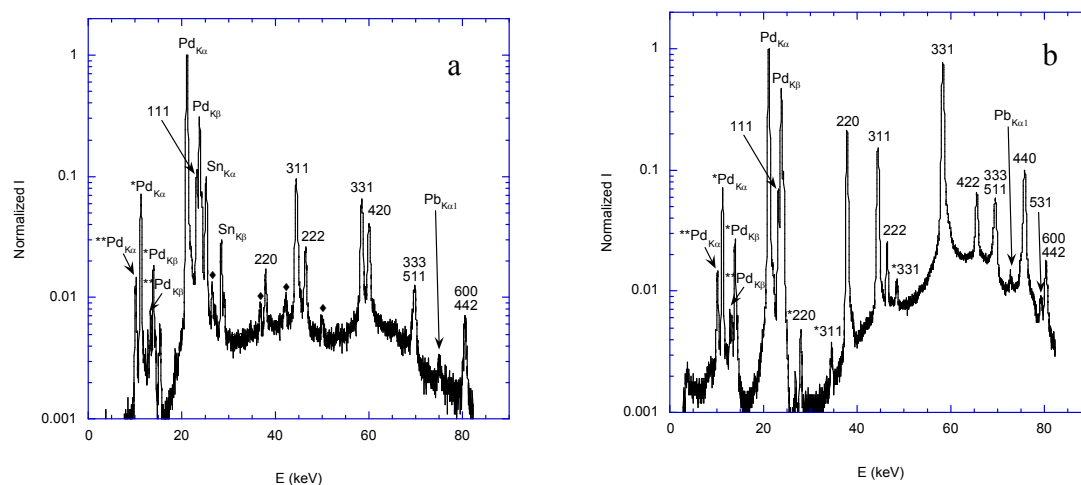 a
Pd Kα
Pd Kβ
111
Sn Kα
*Pd Kα
**Pd Kα
*Pd Kβ
**Pd Kβ
Sn Kβ
220
311
222
331
420
333
511
Pb Kα1
600
442
1
0.1
0.01
0.001
0
20
40
60
80
Normalized I
E (keV)
b
Pd Kα
Pd Kβ
111
*Pd Kα
**Pd Kα
*Pd Kβ
**Pd Kβ
*220
*311
220
311
222
*331
331
422
333
511
Pb Kα1
440
531
600
442
1
0.1
0.01
0.001
0
20
40
60
80
Normalized I
E (keV)